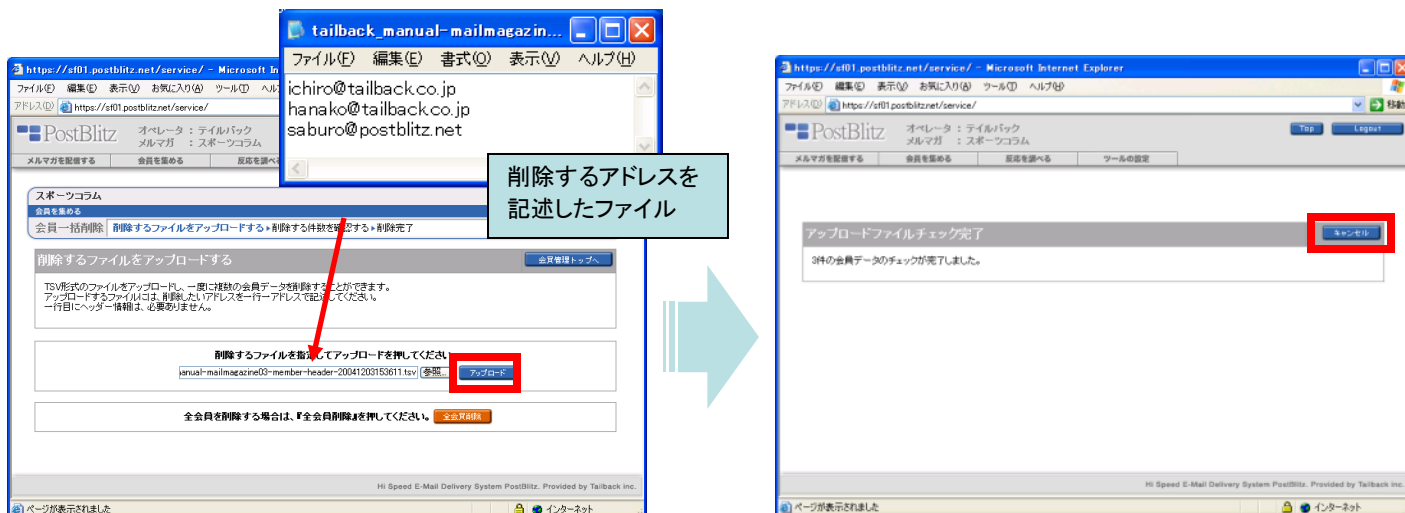 tailback_manual-mailmagazin...
ファイル(F) 編集(E) 書式(O) 表示(V) ヘルプ(H)
ichiro@tailback.co.jp
hanako@tailback.co.jp
saburo@postblitz.net
削除するアドレスを
記述したファイル
https://sf01.postblitz.net/service/ - Microsoft In
ファイル(F) 編集(E) 表示(V) お気に入り(A) ツール(T) ヘル
アドレス(D) https://sf01.postblitz.net/service/
PostBlitz
オペレータ : テイルバック
メルマガ : スポーツコラム
メルマガを配信する 会員を集める 反応を調べ
スポーツコラム
会員を集める
会員一括削除 削除するファイルをアップロードする▶削除する件数を確認する▶削除完了
削除するファイルをアップロードする
会員管理トップへ
TSV形式のファイルをアップロードし、一度に複数の会員データを削除することができます。
アップロードするファイルには、削除したいアドレスを一行一アドレスで記述してください。
一行目にヘッダー情報は、必要ありません。
削除するファイルを指定してアップロードを押してくださ
anual-mailmagazine03-member-header-20041203153611.tsv 参照... アップロード
全会員を削除する場合は、『全会員削除』を押してください。 全会員削除
Hi Speed E-Mail Delivery System PostBlitz. Provided by Tailback inc.
ページが表示されました インターネット
https://sf01.postblitz.net/service/ - Microsoft Internet Explorer
ファイル(F) 編集(E) 表示(V) お気に入り(A) ツール(T) ヘルプ(H)
アドレス(D) https://sf01.postblitz.net/service/ 移動
PostBlitz
オペレータ : テイルバック
メルマガ : スポーツコラム
Top Logout
メルマガを配信する 会員を集める 反応を調べる ツールの設定
アップロードファイルチェック完了 キャンセル
3件の会員データのチェックが完了しました。
Hi Speed E-Mail Delivery System PostBlitz. Provided by Tailback inc.
ページが表示されました インターネット